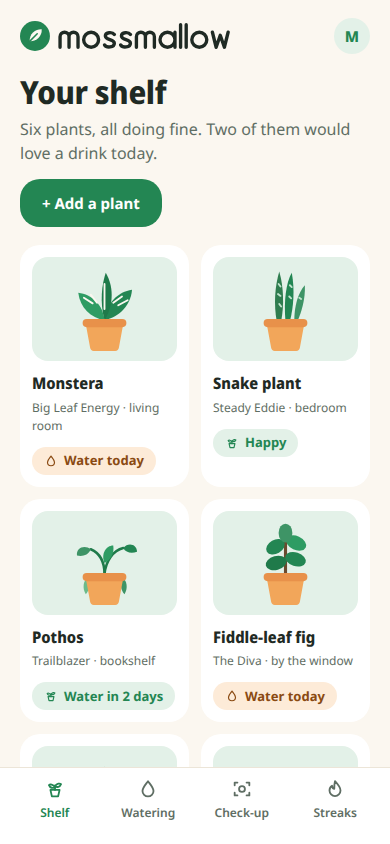 mossmallow
M
Your shelf
Six plants, all doing fine. Two of them would
love a drink today.
+ Add a plant
Monstera
Big Leaf Energy · living
room
Water today
Snake plant
Steady Eddie · bedroom
Happy
Pothos
Trailblazer · bookshelf
Water in 2 days
Fiddle-leaf fig
The Diva · by the window
Water today
Shelf
Watering
Check-up
Streaks